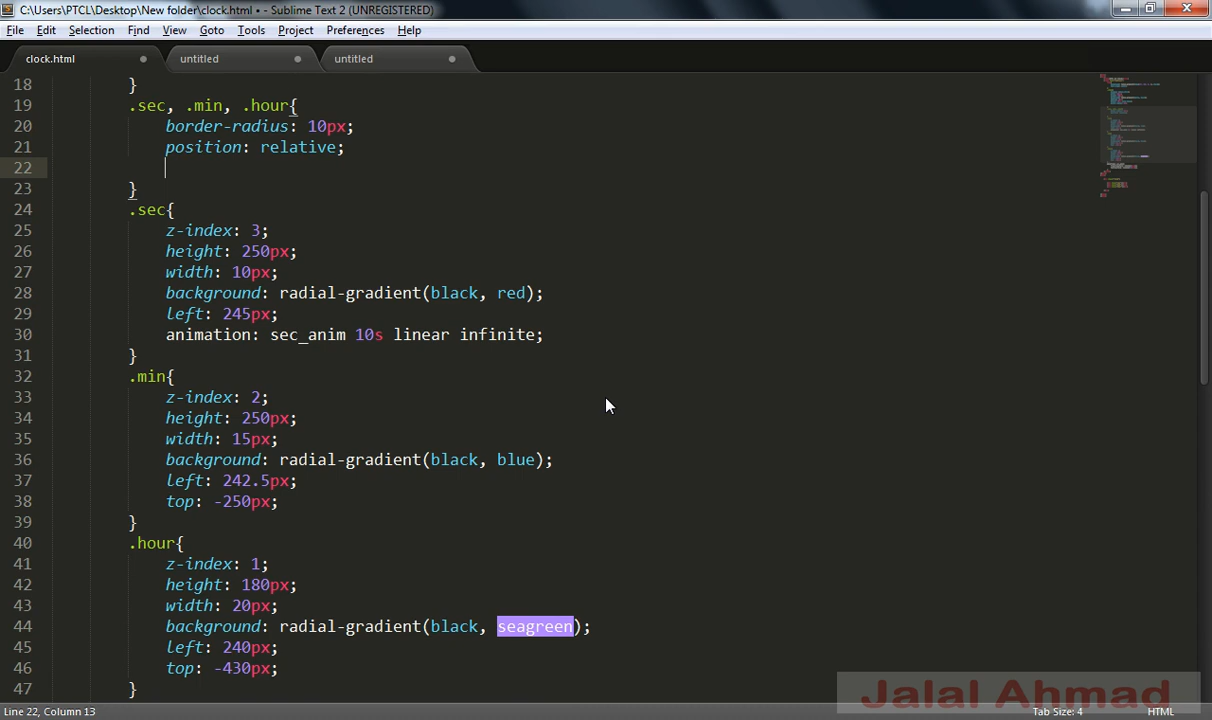 C:\Users\PTCL\Desktop\New folder\clock.html • - Sublime Text 2 (UNREGISTERED)
File Edit Selection Find View Goto Tools Project Preferences Help
clock.html untitled untitled
18 }
19 .sec, .min, .hour{
20 border-radius: 10px;
21 position: relative;
22
23 }
24 .sec{
25 z-index: 3;
26 height: 250px;
27 width: 10px;
28 background: radial-gradient(black, red);
29 left: 245px;
30 animation: sec_anim 10s linear infinite;
31 }
32 .min{
33 z-index: 2;
34 height: 250px;
35 width: 15px;
36 background: radial-gradient(black, blue);
37 left: 242.5px;
38 top: -250px;
39 }
40 .hour{
41 z-index: 1;
42 height: 180px;
43 width: 20px;
44 background: radial-gradient(black, seagreen);
45 left: 240px;
46 top: -430px;
47 }
Jalal Ahmad
Line 22, Column 13 Tab Size: 4 HTML